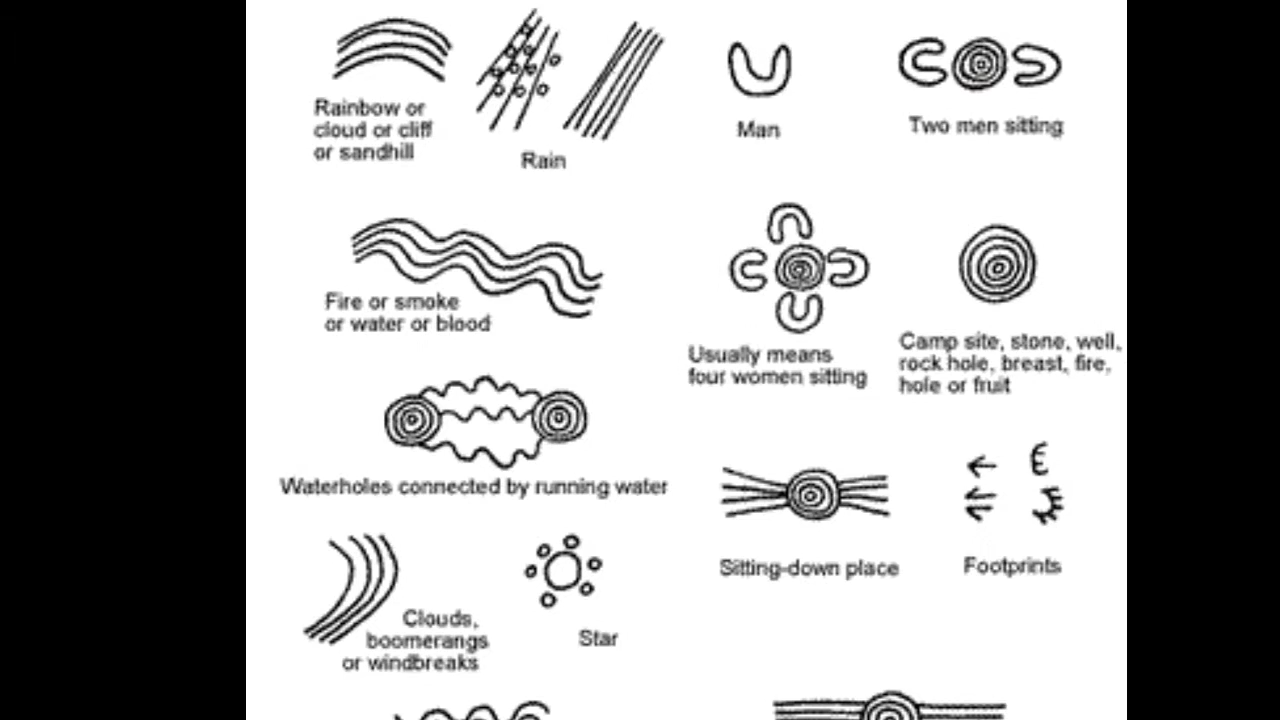 Rainbow or
cloud or cliff
or sandhill
Rain
Man
Two men sitting
Fire or smoke
or water or blood
Usually means
four women sitting
Camp site, stone, well,
rock hole, breast, fire,
hole or fruit
Waterholes connected by running water
Sitting-down place
Footprints
Clouds,
boomerangs
or windbreaks
Star